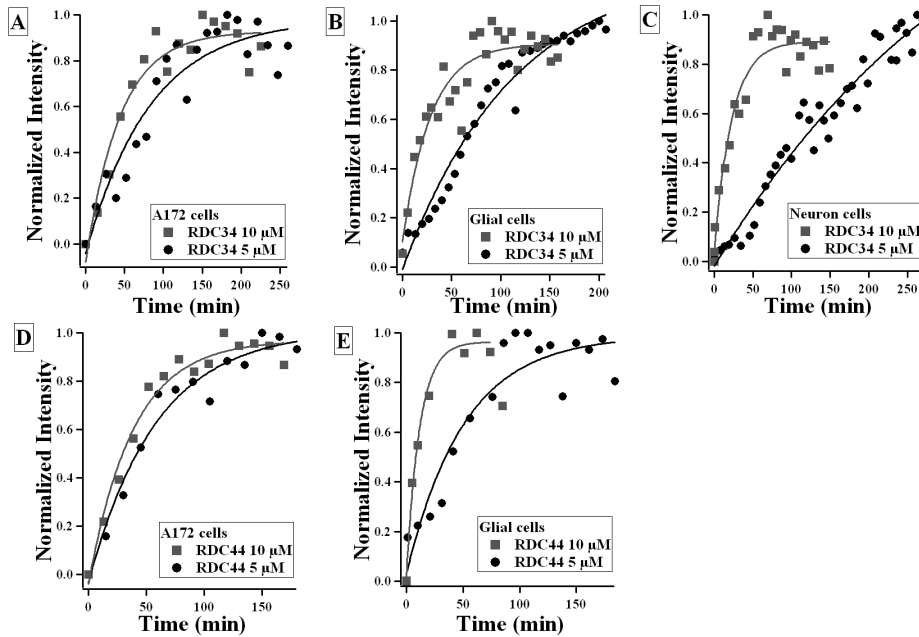 A
Normalized Intensity
1.0
0.8
0.6
0.4
0.2
0.0
A172 cells
RDC34 10 µM
RDC34 5 µM
0
50
100
150
200
250
Time (min)
B
Normalized Intensity
1.0
0.8
0.6
0.4
0.2
0.0
Glial cells
RDC34 10 µM
RDC34 5 µM
0
50
100
150
200
Time (min)
C
Normalized Intensity
1.0
0.8
0.6
0.4
0.2
0.0
Neuron cells
RDC34 10 µM
RDC34 5 µM
0
50
100
150
200
250
Time (min)
D
Normalized Intensity
1.0
0.8
0.6
0.4
0.2
0.0
A172 cells
RDC44 10 µM
RDC44 5 µM
0
50
100
150
Time (min)
E
Normalized Intensity
1.0
0.8
0.6
0.4
0.2
0.0
Glial cells
RDC44 10 µM
RDC44 5 µM
0
50
100
150
Time (min)